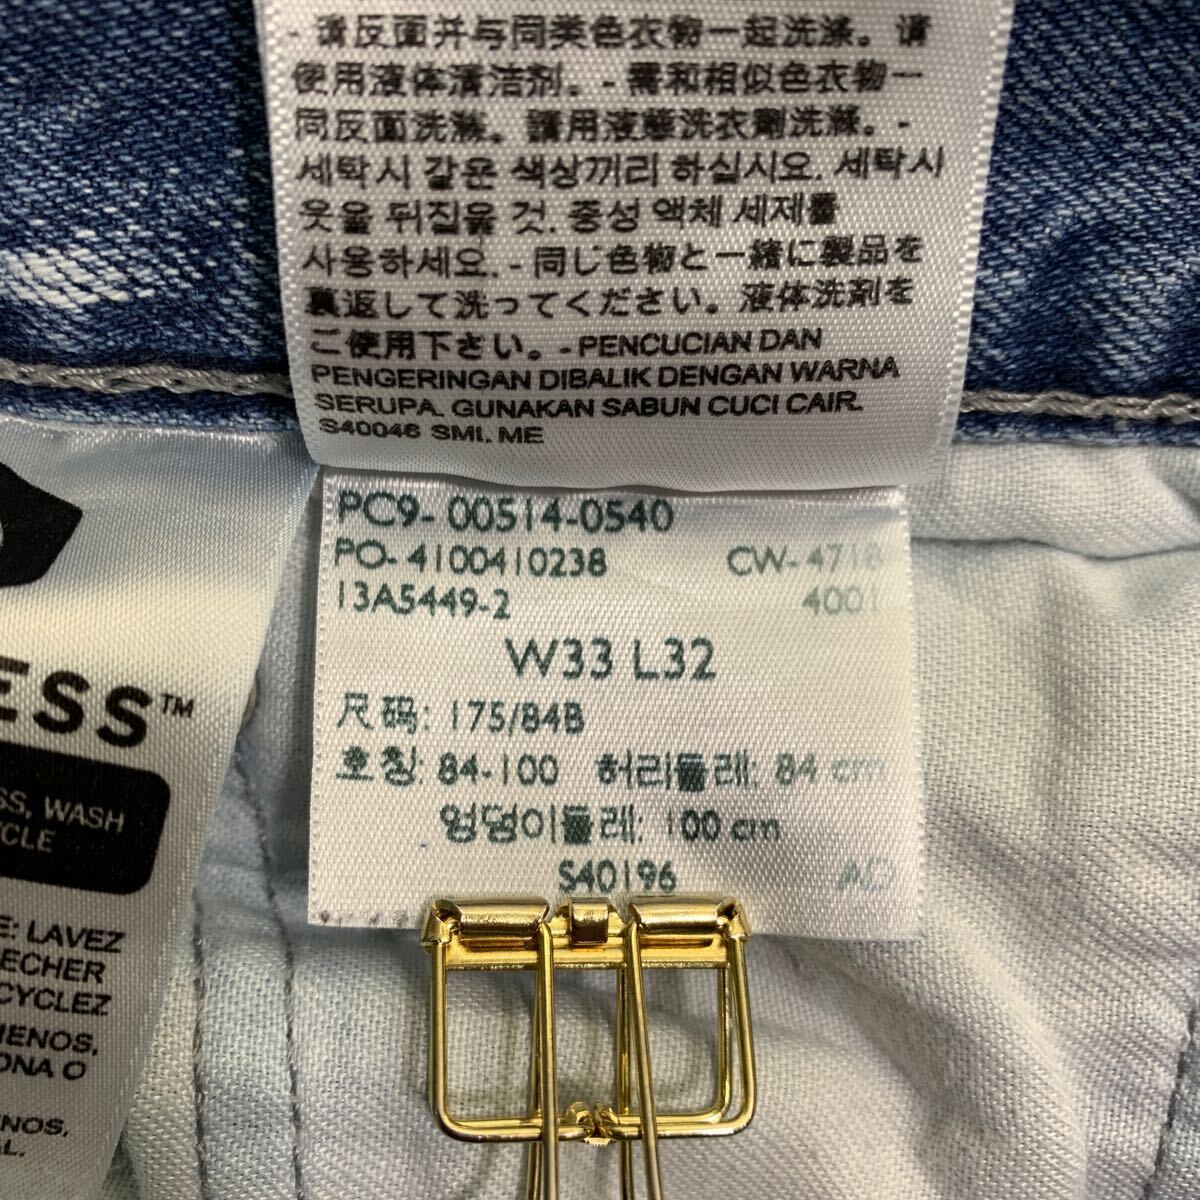 - 请反面并与同类色衣物一起洗涤。请
使用液体清洁剂。- 需和相似色衣物一
同反面洗滌。請用液態洗衣劑洗滌。-
세탁시 같은 색상끼리 하십시요. 세탁시
옷을 뒤집을 것. 중성 액체 세제를
사용하세요. - 同じ色物と一緒に製品を
裏返して洗ってください。液体洗剤を
ご使用下さい。- PENCUCIAN DAN
PENGERINGAN DIBALIK DENGAN WARNA
SERUPA. GUNAKAN SABUN CUCI CAIR.
S40046 SMI. ME
PC9- 00514-0540
PO- 4100410238 CW- 4718
13A5449-2 4001
W33 L32
尺码: 175/84B
호칭: 84-100 허리둘레: 84 cm
엉덩이둘레: 100 cm
S40196 AD
ESS™
SS, WASH
CLE
E: LAVEZ
ECHER
CYCLEZ
MENOS,
ONA O
NOS,
AL.